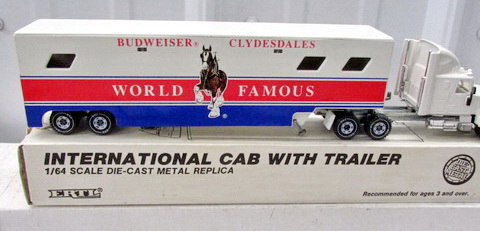 BUDWEISER® CLYDESDALES
WORLD FAMOUS
INTERNATIONAL CAB WITH TRAILER
1/64 SCALE DIE-CAST METAL REPLICA
ERTL
Recommended for ages 3 and over.